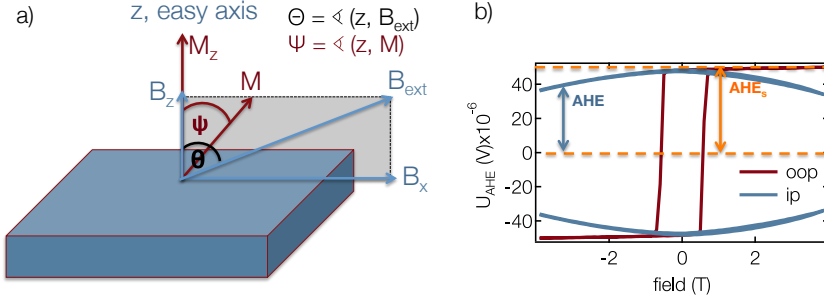 a)
z, easy axis
Θ = ∢ (z, B_ext)
Ψ = ∢ (z, M)
M_z
M
B_z
B_ext
ψ
θ
B_x
b)
40
20
0
-20
-40
U_AHE (V)x10^-6
AHE
AHE_s
oop
ip
-2
0
2
field (T)